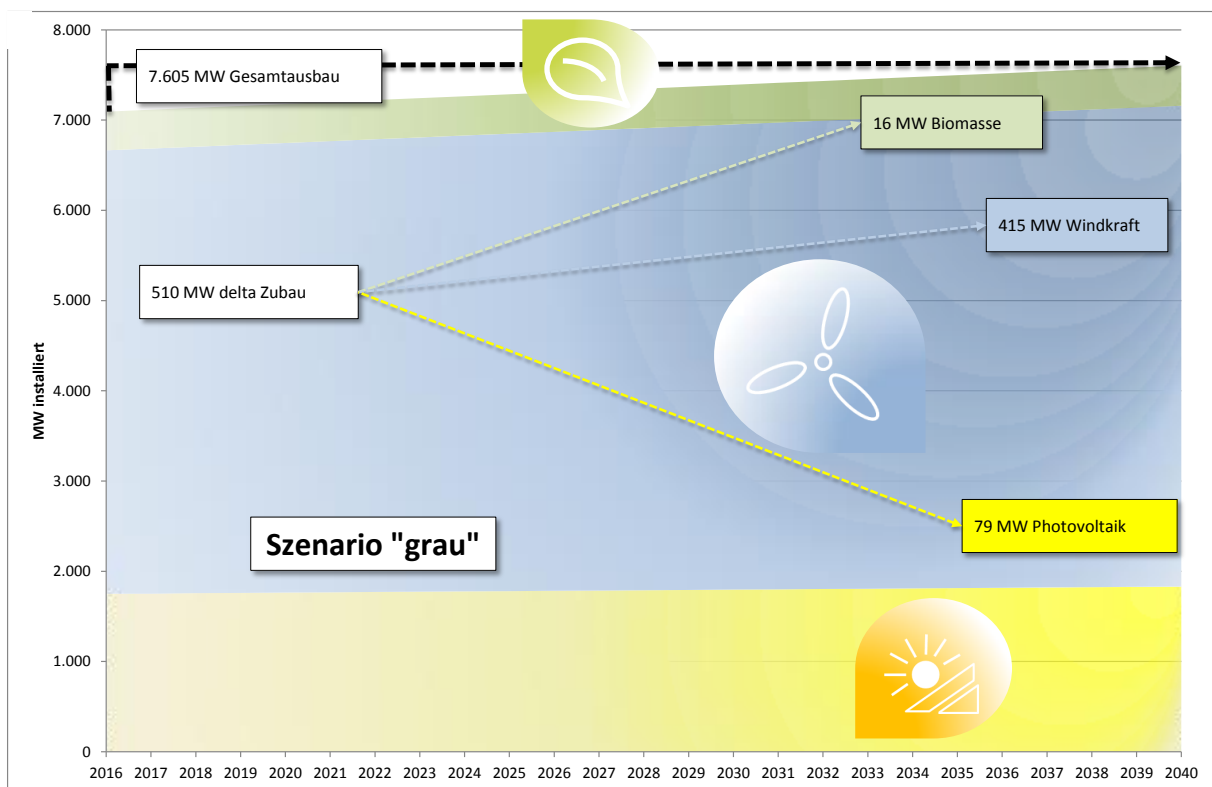 8.000
7.605 MW Gesamtausbau
7.000
16 MW Biomasse
6.000
415 MW Windkraft
510 MW delta Zubau
5.000
4.000
MW installiert
3.000
79 MW Photovoltaik
Szenario "grau"
2.000
1.000
0
2016 2017 2018 2019 2020 2021 2022 2023 2024 2025 2026 2027 2028 2029 2030 2031 2032 2033 2034 2035 2036 2037 2038 2039 2040